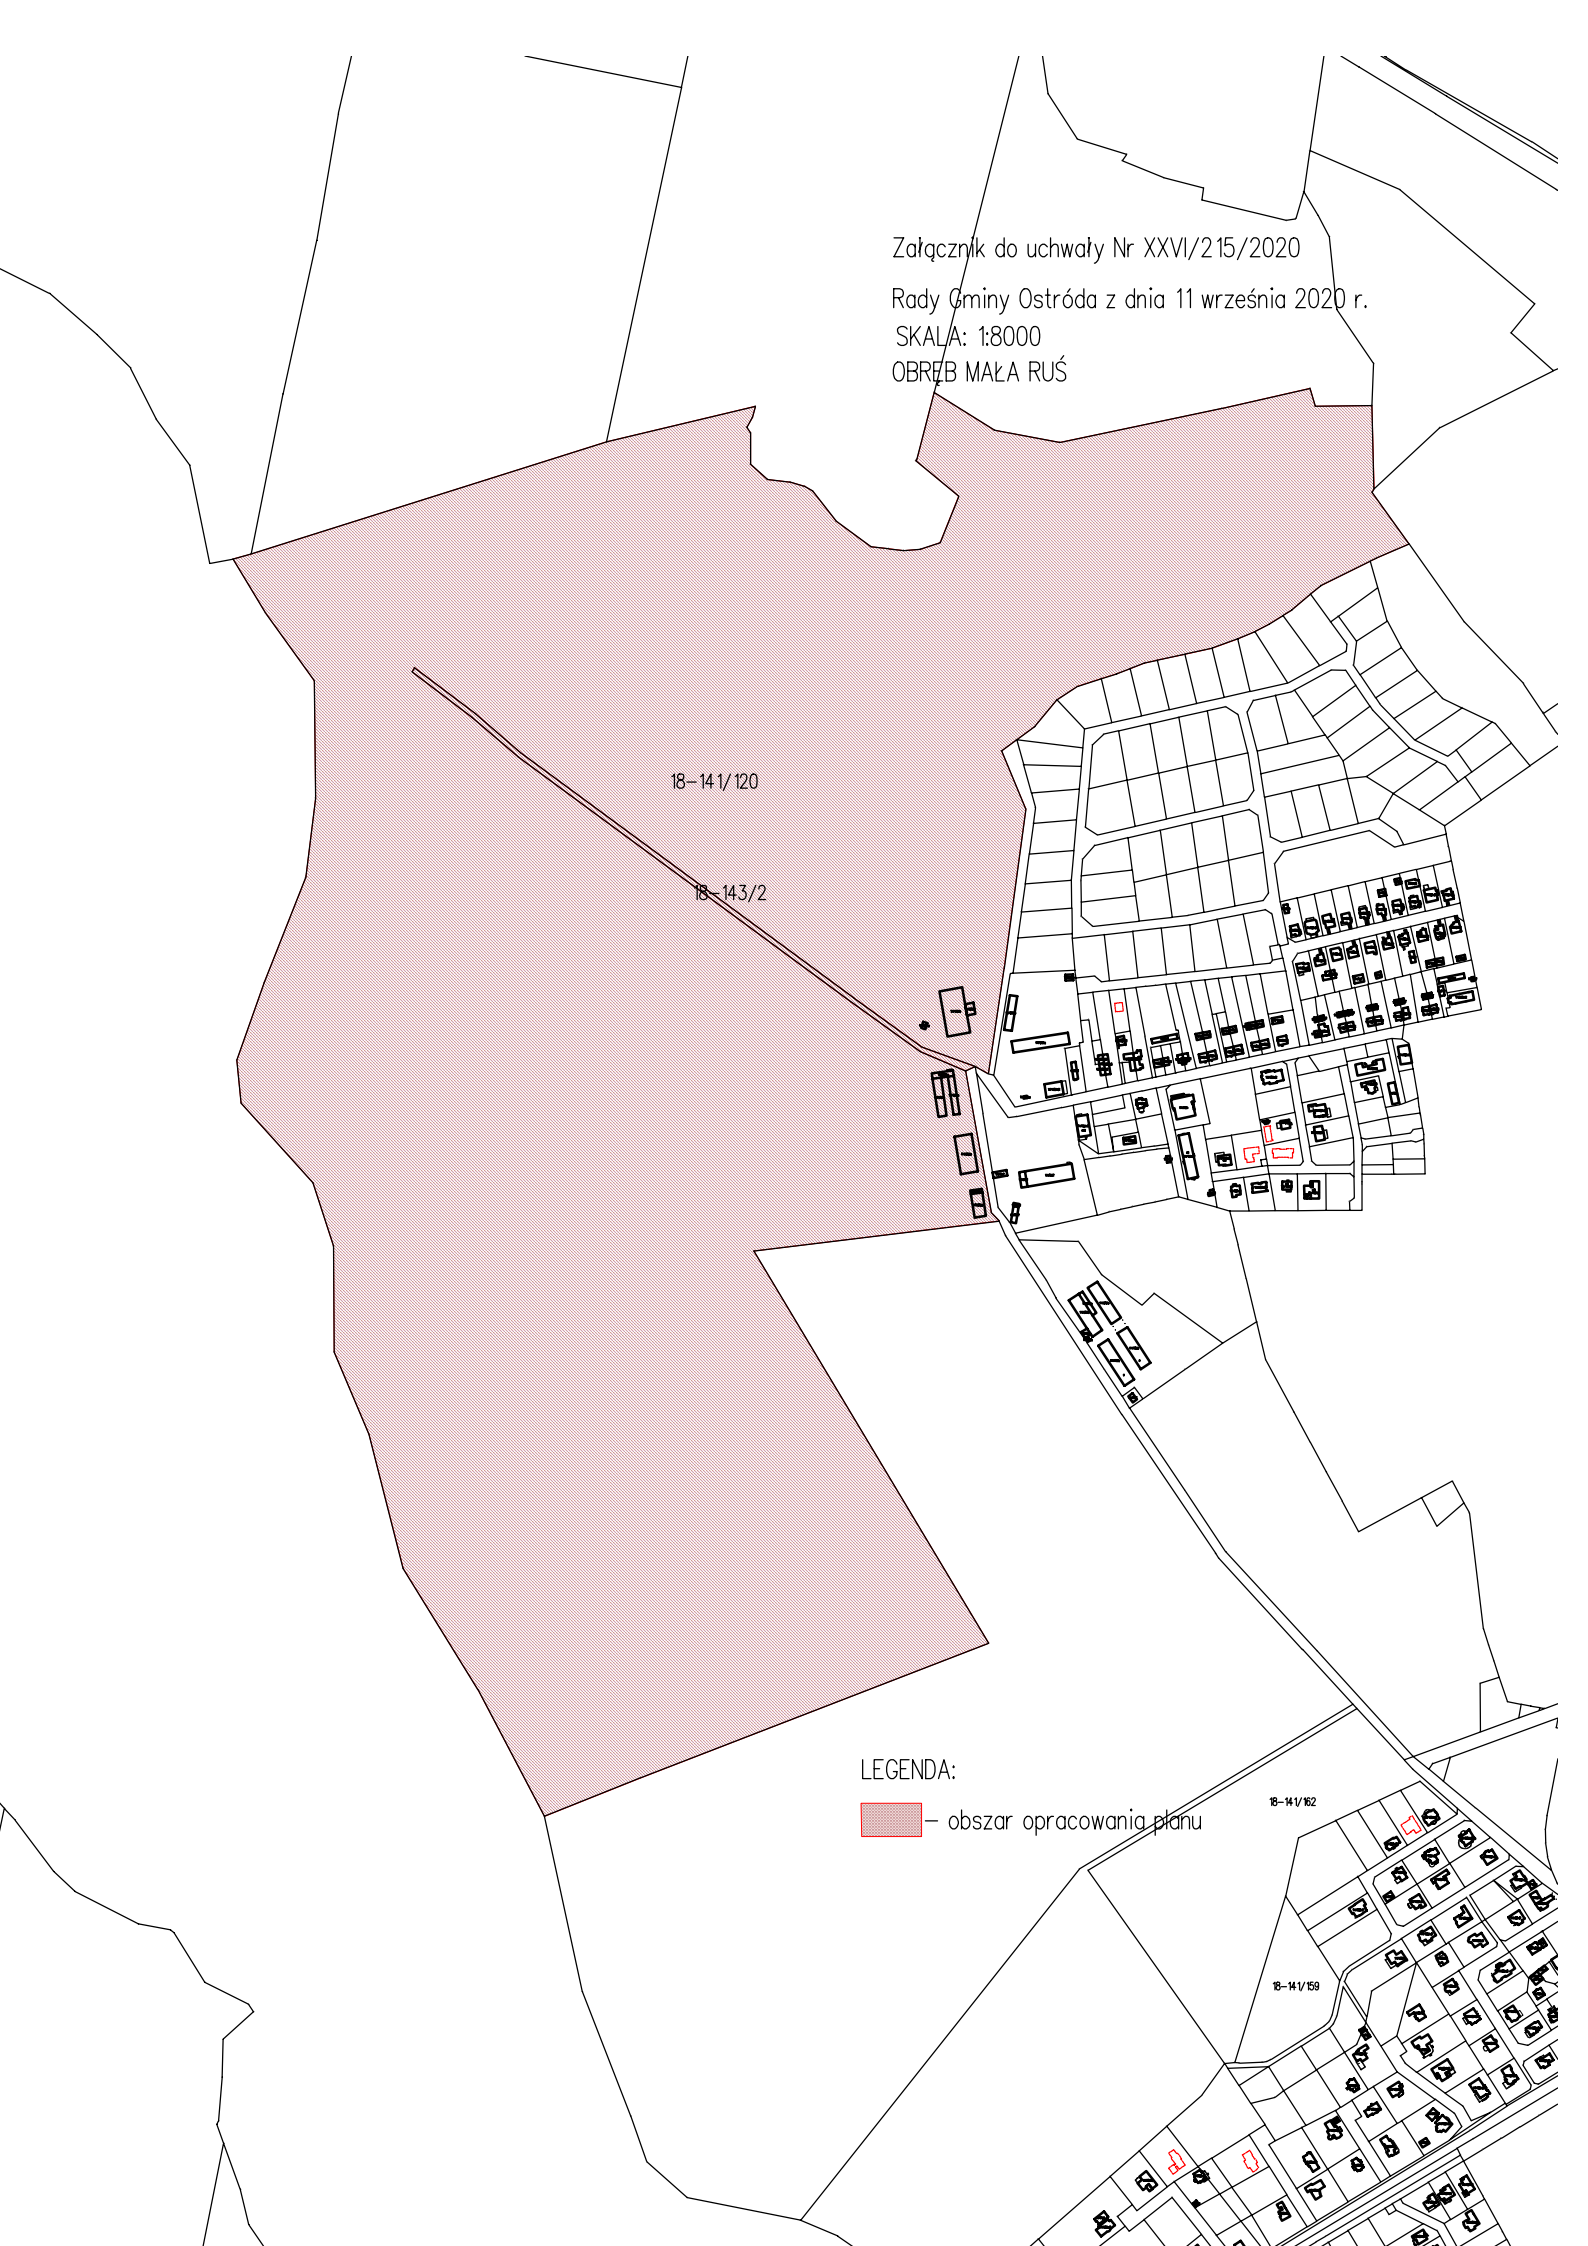 Załącznik do uchwały Nr XXVI/215/2020
Rady Gminy Ostróda z dnia 11 września 2020 r.
SKALA: 1:8000
OBRĘB MAŁA RUŚ
18-141/120
18-143/2
LEGENDA:
18-141/162
– obszar opracowania planu
18-141/159